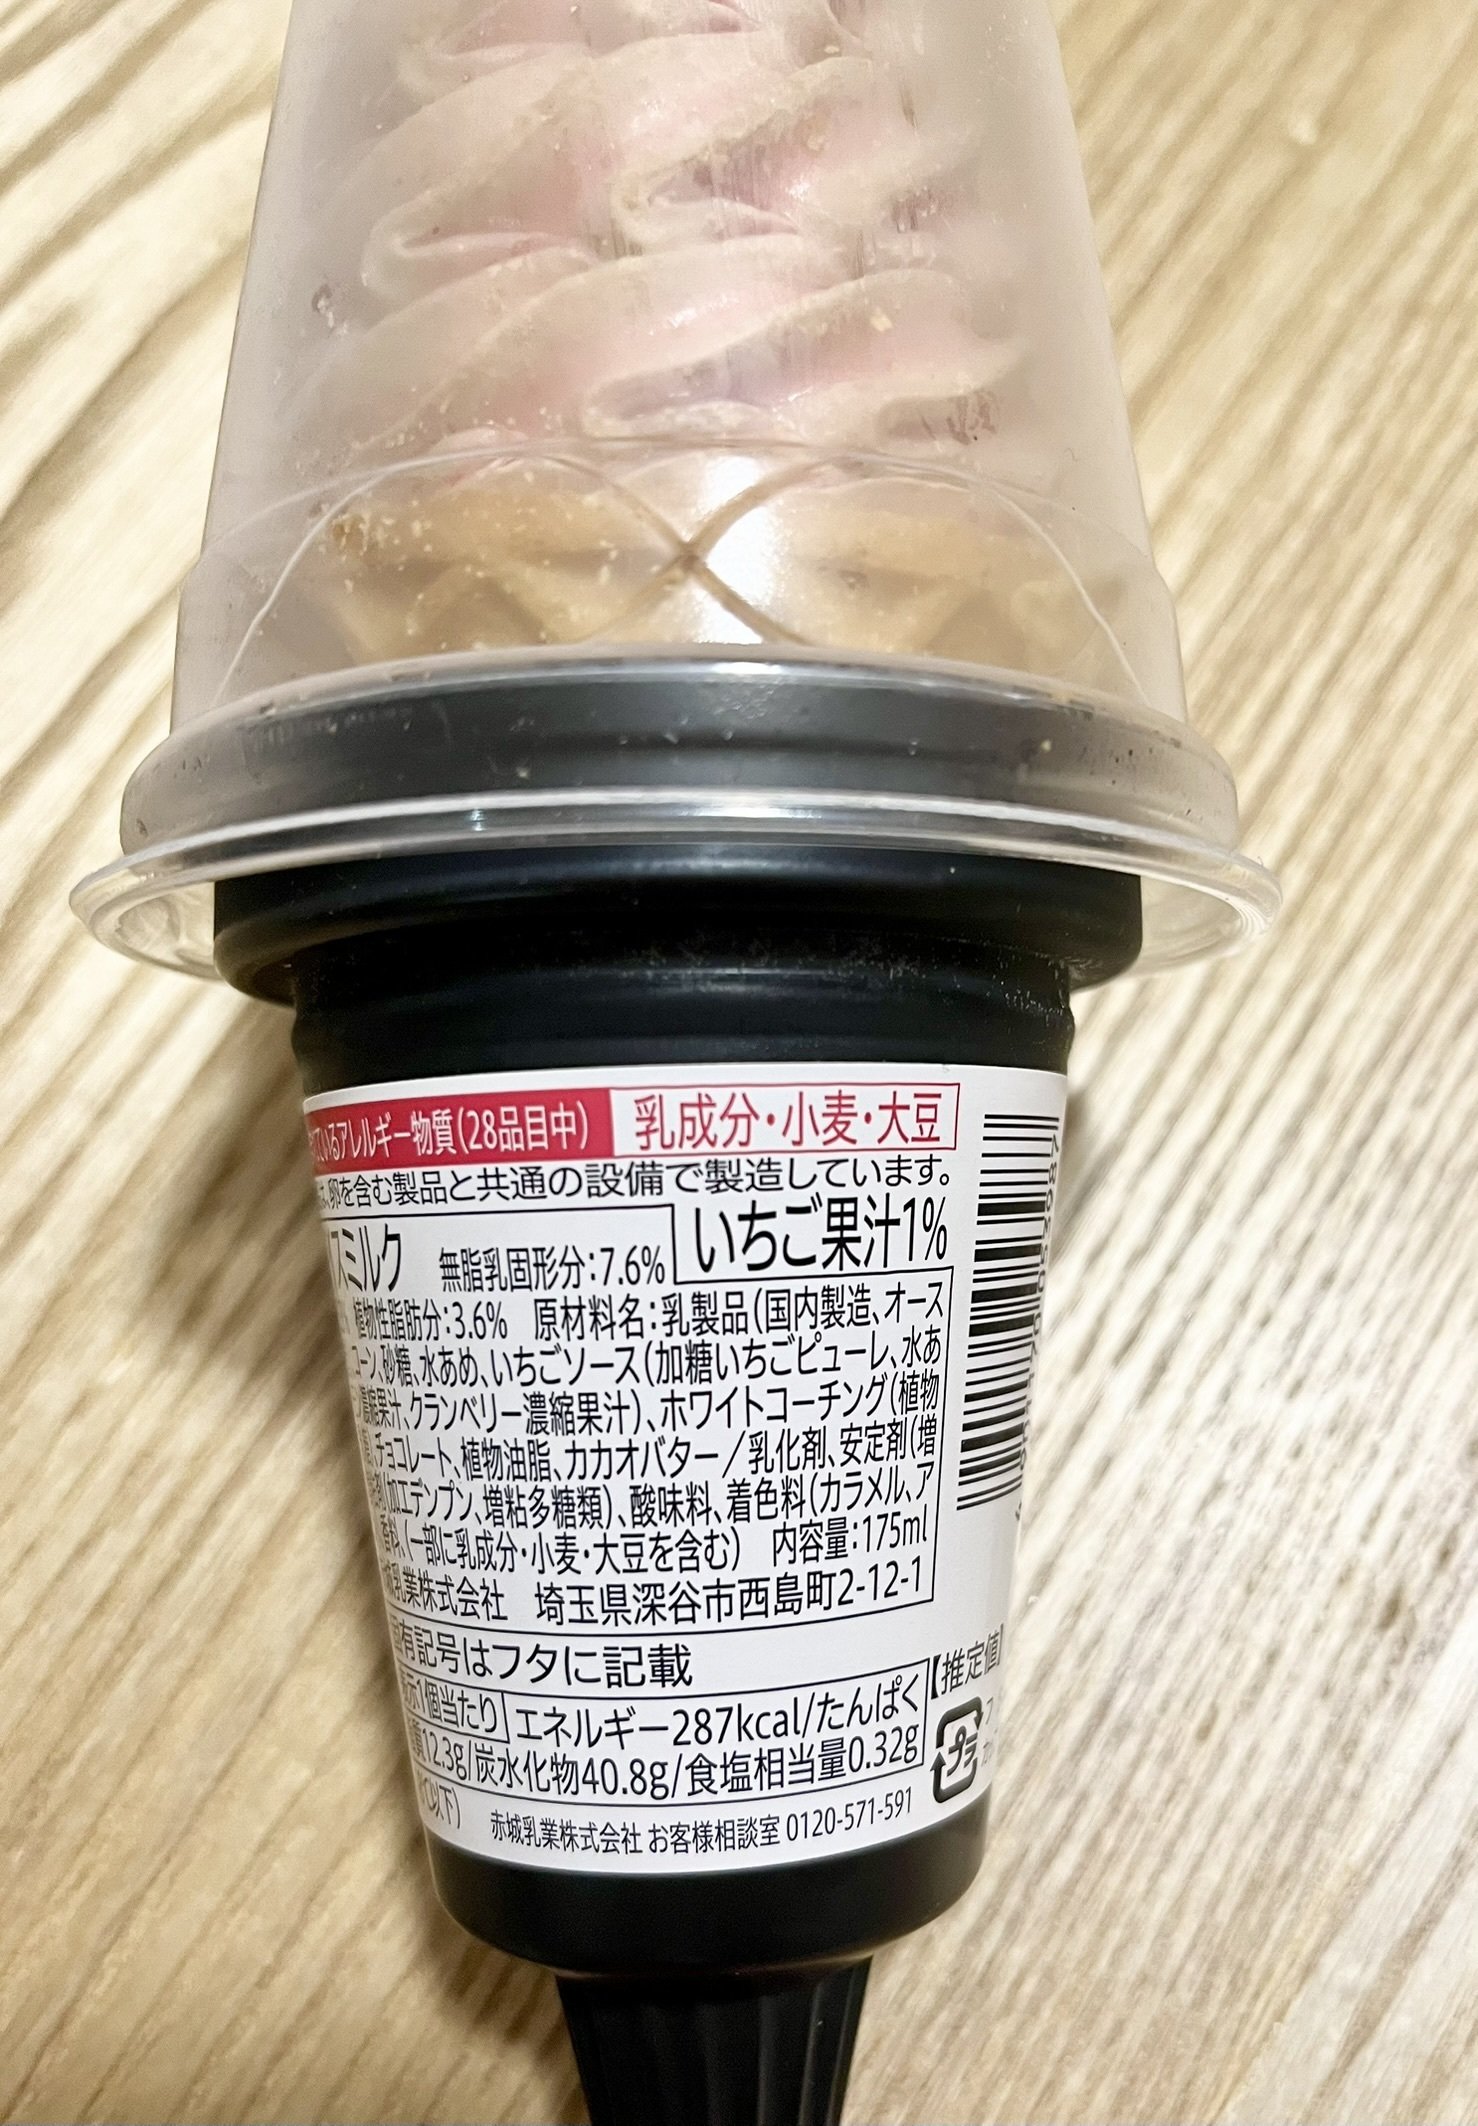 ているアレルギー物質(28品目中) 乳成分・小麦・大豆
、卵を含む製品と共通の設備で製造しています。
スミルク 無脂乳固形分:7.6% いちご果汁1%
植物性脂肪分:3.6% 原材料名:乳製品(国内製造、オース
コーン、砂糖、水あめ、いちごソース(加糖いちごピューレ、水あ
濃縮果汁、クランベリー濃縮果汁)、ホワイトコーチング(植物
、チョコレート、植物油脂、カカオバター/乳化剤、安定剤(増
(加工デンプン、増粘多糖類)、酸味料、着色料(カラメル、ア
香料、(一部に乳成分・小麦・大豆を含む) 内容量:175ml
乳業株式会社 埼玉県深谷市西島町2-12-1
有記号はフタに記載
1個当たり エネルギー287kcal/たんぱく
12.3g/炭水化物40.8g/食塩相当量0.32g
【推定値】
プラ
以下)
赤城乳業株式会社 お客様相談室 0120-571-591